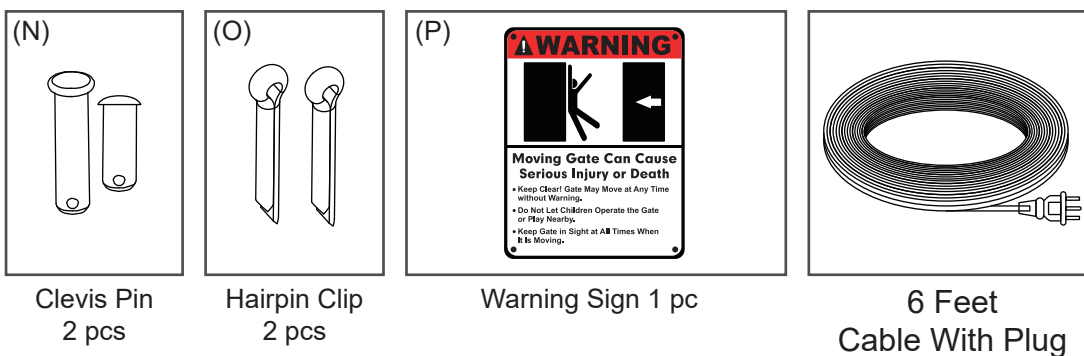 (N)
(O)
(P)
WARNING
Moving Gate Can Cause
Serious Injury or Death
• Keep Clear! Gate May Move at Any Time
without Warning.
• Do Not Let Children Operate the Gate
or Play Nearby.
• Keep Gate in Sight at All Times When
It Is Moving.
Clevis Pin
2 pcs
Hairpin Clip
2 pcs
Warning Sign 1 pc
6 Feet
Cable With Plug